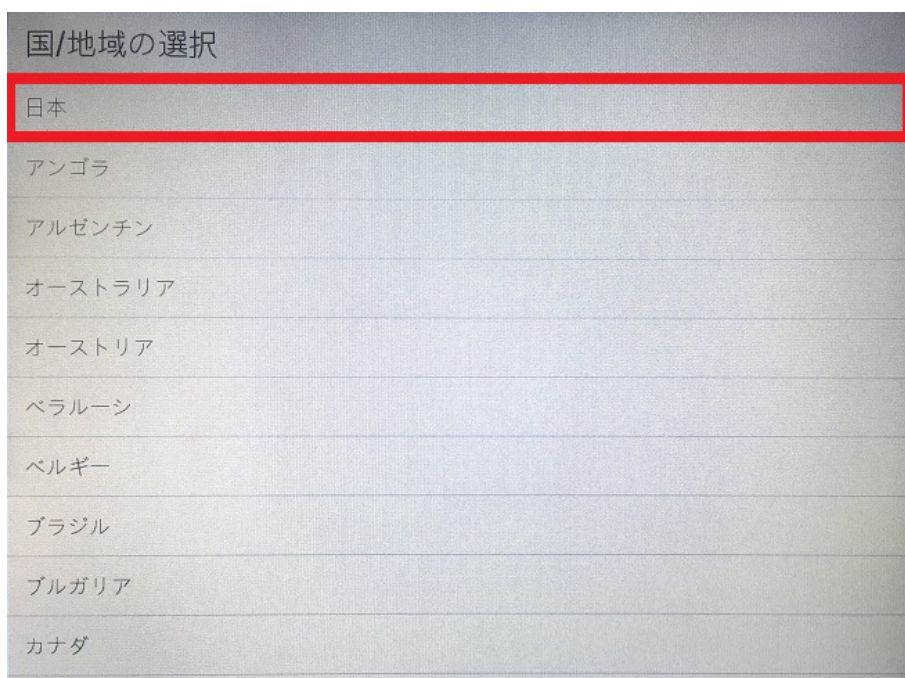 国/地域の選択
日本
アンゴラ
アルゼンチン
オーストラリア
オーストリア
ベラルーシ
ベルギー
ブラジル
ブルガリア
カナダ